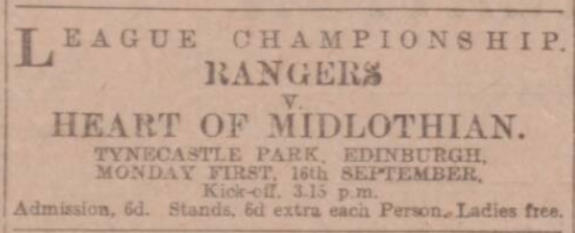 LEAGUE CHAMPIONSHIP.
RANGERS
V.
HEART OF MIDLOTHIAN.
TYNECASTLE PARK, EDINBURGH,
MONDAY FIRST, 16th SEPTEMBER,
Kick-off, 3.15 p.m.
Admission, 6d. Stands, 6d extra each Person. Ladies free.